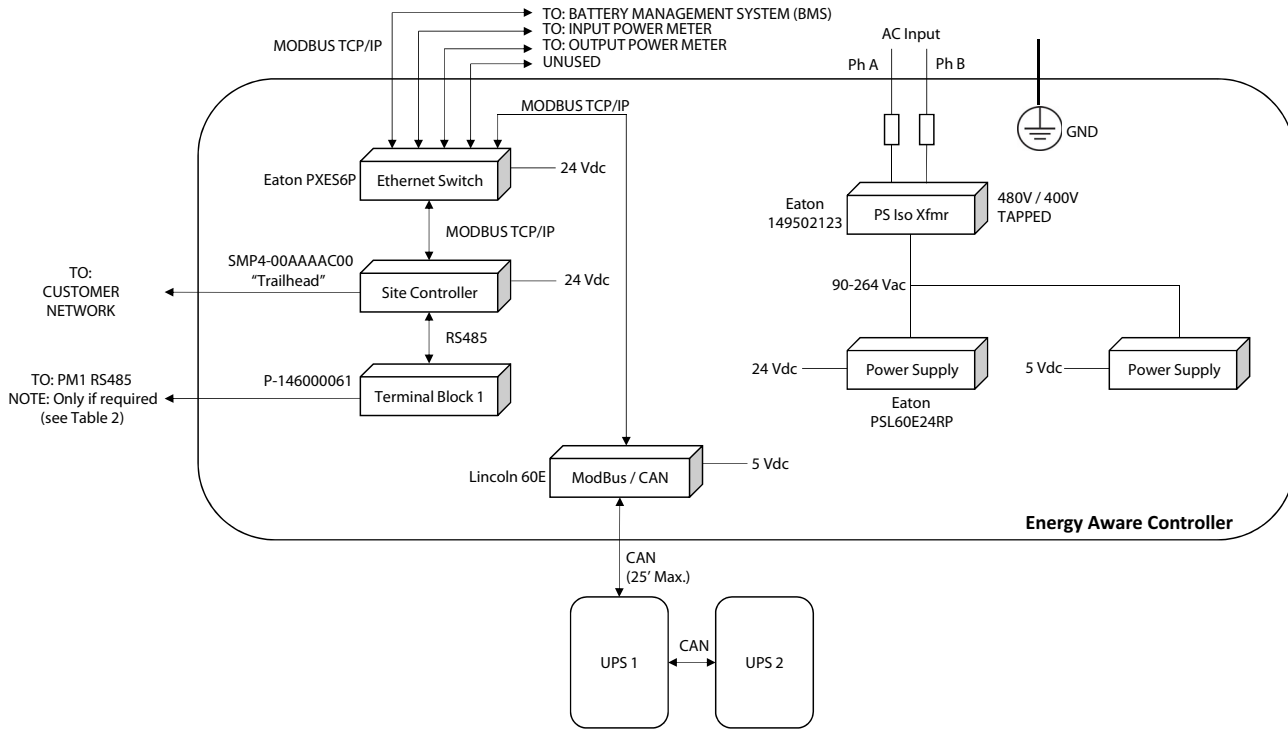 TO: BATTERY MANAGEMENT SYSTEM (BMS)
TO: INPUT POWER METER
TO: OUTPUT POWER METER
UNUSED
MODBUS TCP/IP
AC Input
Ph A
Ph B
MODBUS TCP/IP
GND
Eaton PXES6P
Ethernet Switch
24 Vdc
Eaton
149502123
PS Iso Xfmr
480V / 400V
TAPPED
MODBUS TCP/IP
SMP4-00AAAAC00
“Trailhead”
TO:
CUSTOMER
NETWORK
Site Controller
24 Vdc
90-264 Vac
RS485
TO: PM1 RS485
NOTE: Only if required
(see Table 2)
P-146000061
Terminal Block 1
24 Vdc
Power Supply
Eaton
PSL60E24RP
5 Vdc
Power Supply
Lincoln 60E
ModBus / CAN
5 Vdc
Energy Aware Controller
CAN
(25’ Max.)
UPS 1
CAN
UPS 2